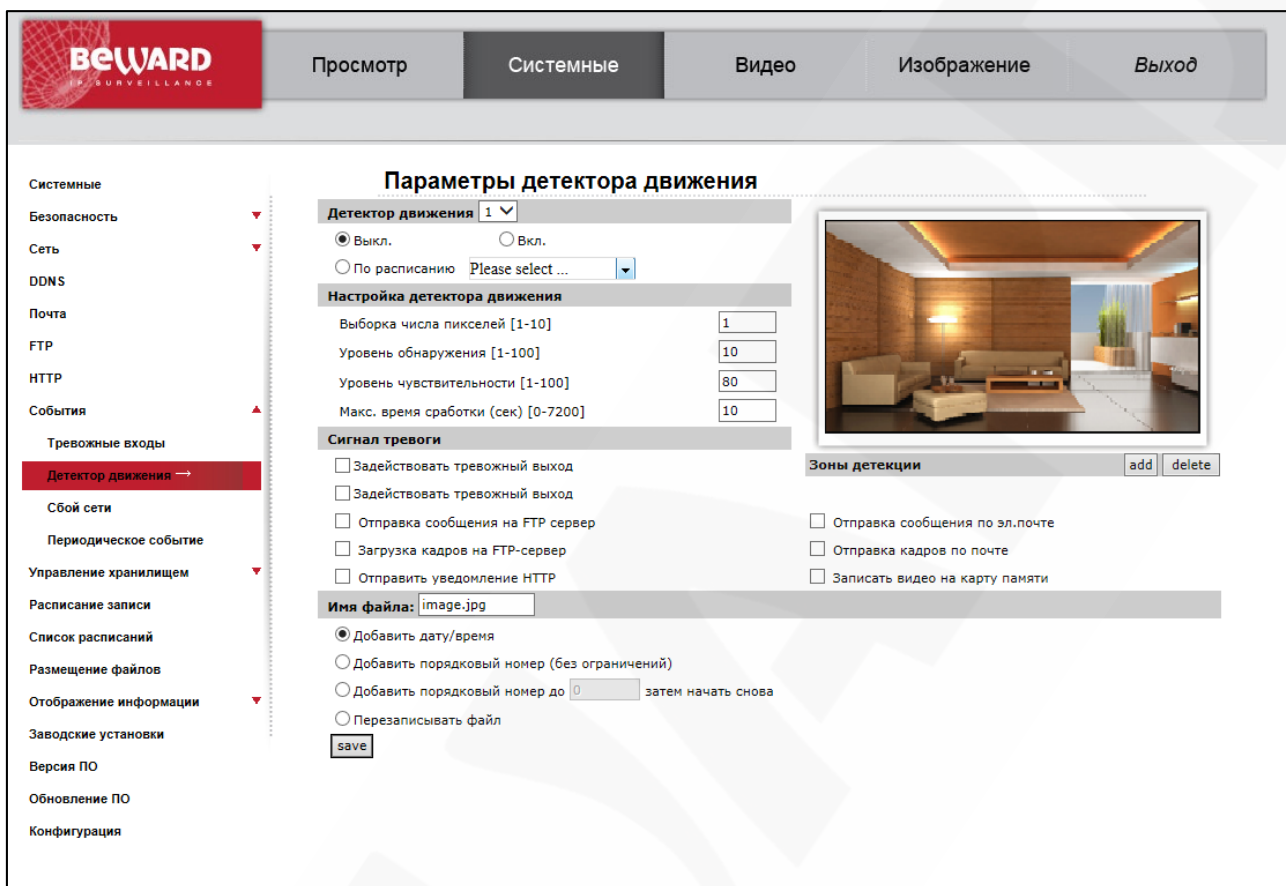 BEWARD
IP SURVEILLANCE
Просмотр
Системные
Видео
Изображение
Выход
Системные
Безопасность
Сеть
DDNS
Почта
FTP
HTTP
События
Тревожные входы
Детектор движения →
Сбой сети
Периодическое событие
Управление хранилищем
Расписание записи
Список расписаний
Размещение файлов
Отображение информации
Заводские установки
Версия ПО
Обновление ПО
Конфигурация
Параметры детектора движения
Детектор движения 1
Выкл. Вкл.
По расписанию Please select ...
Настройка детектора движения
Выборка числа пикселей [1-10] 1
Уровень обнаружения [1-100] 10
Уровень чувствительности [1-100] 80
Макс. время сработки (сек) [0-7200] 10
Сигнал тревоги
Зоны детекции add delete
Задействовать тревожный выход
Задействовать тревожный выход
Отправка сообщения на FTP сервер
Отправка сообщения по эл.почте
Загрузка кадров на FTP-сервер
Отправка кадров по почте
Отправить уведомление HTTP
Записать видео на карту памяти
Имя файла: image.jpg
Добавить дату/время
Добавить порядковый номер (без ограничений)
Добавить порядковый номер до 0 затем начать снова
Перезаписывать файл
save